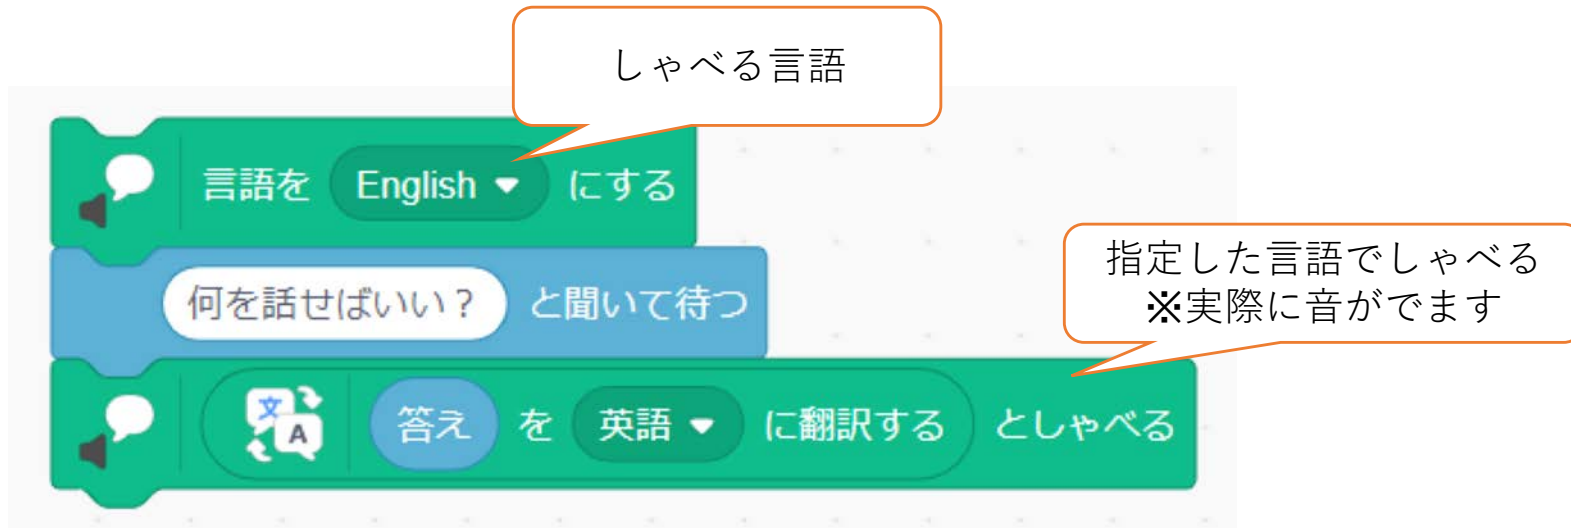 しゃべる言語
言語を English にする
何を話せばいい？ と聞いて待つ
指定した言語でしゃべる
※実際に音がでます
文 A 答え を 英語 に翻訳する としゃべる